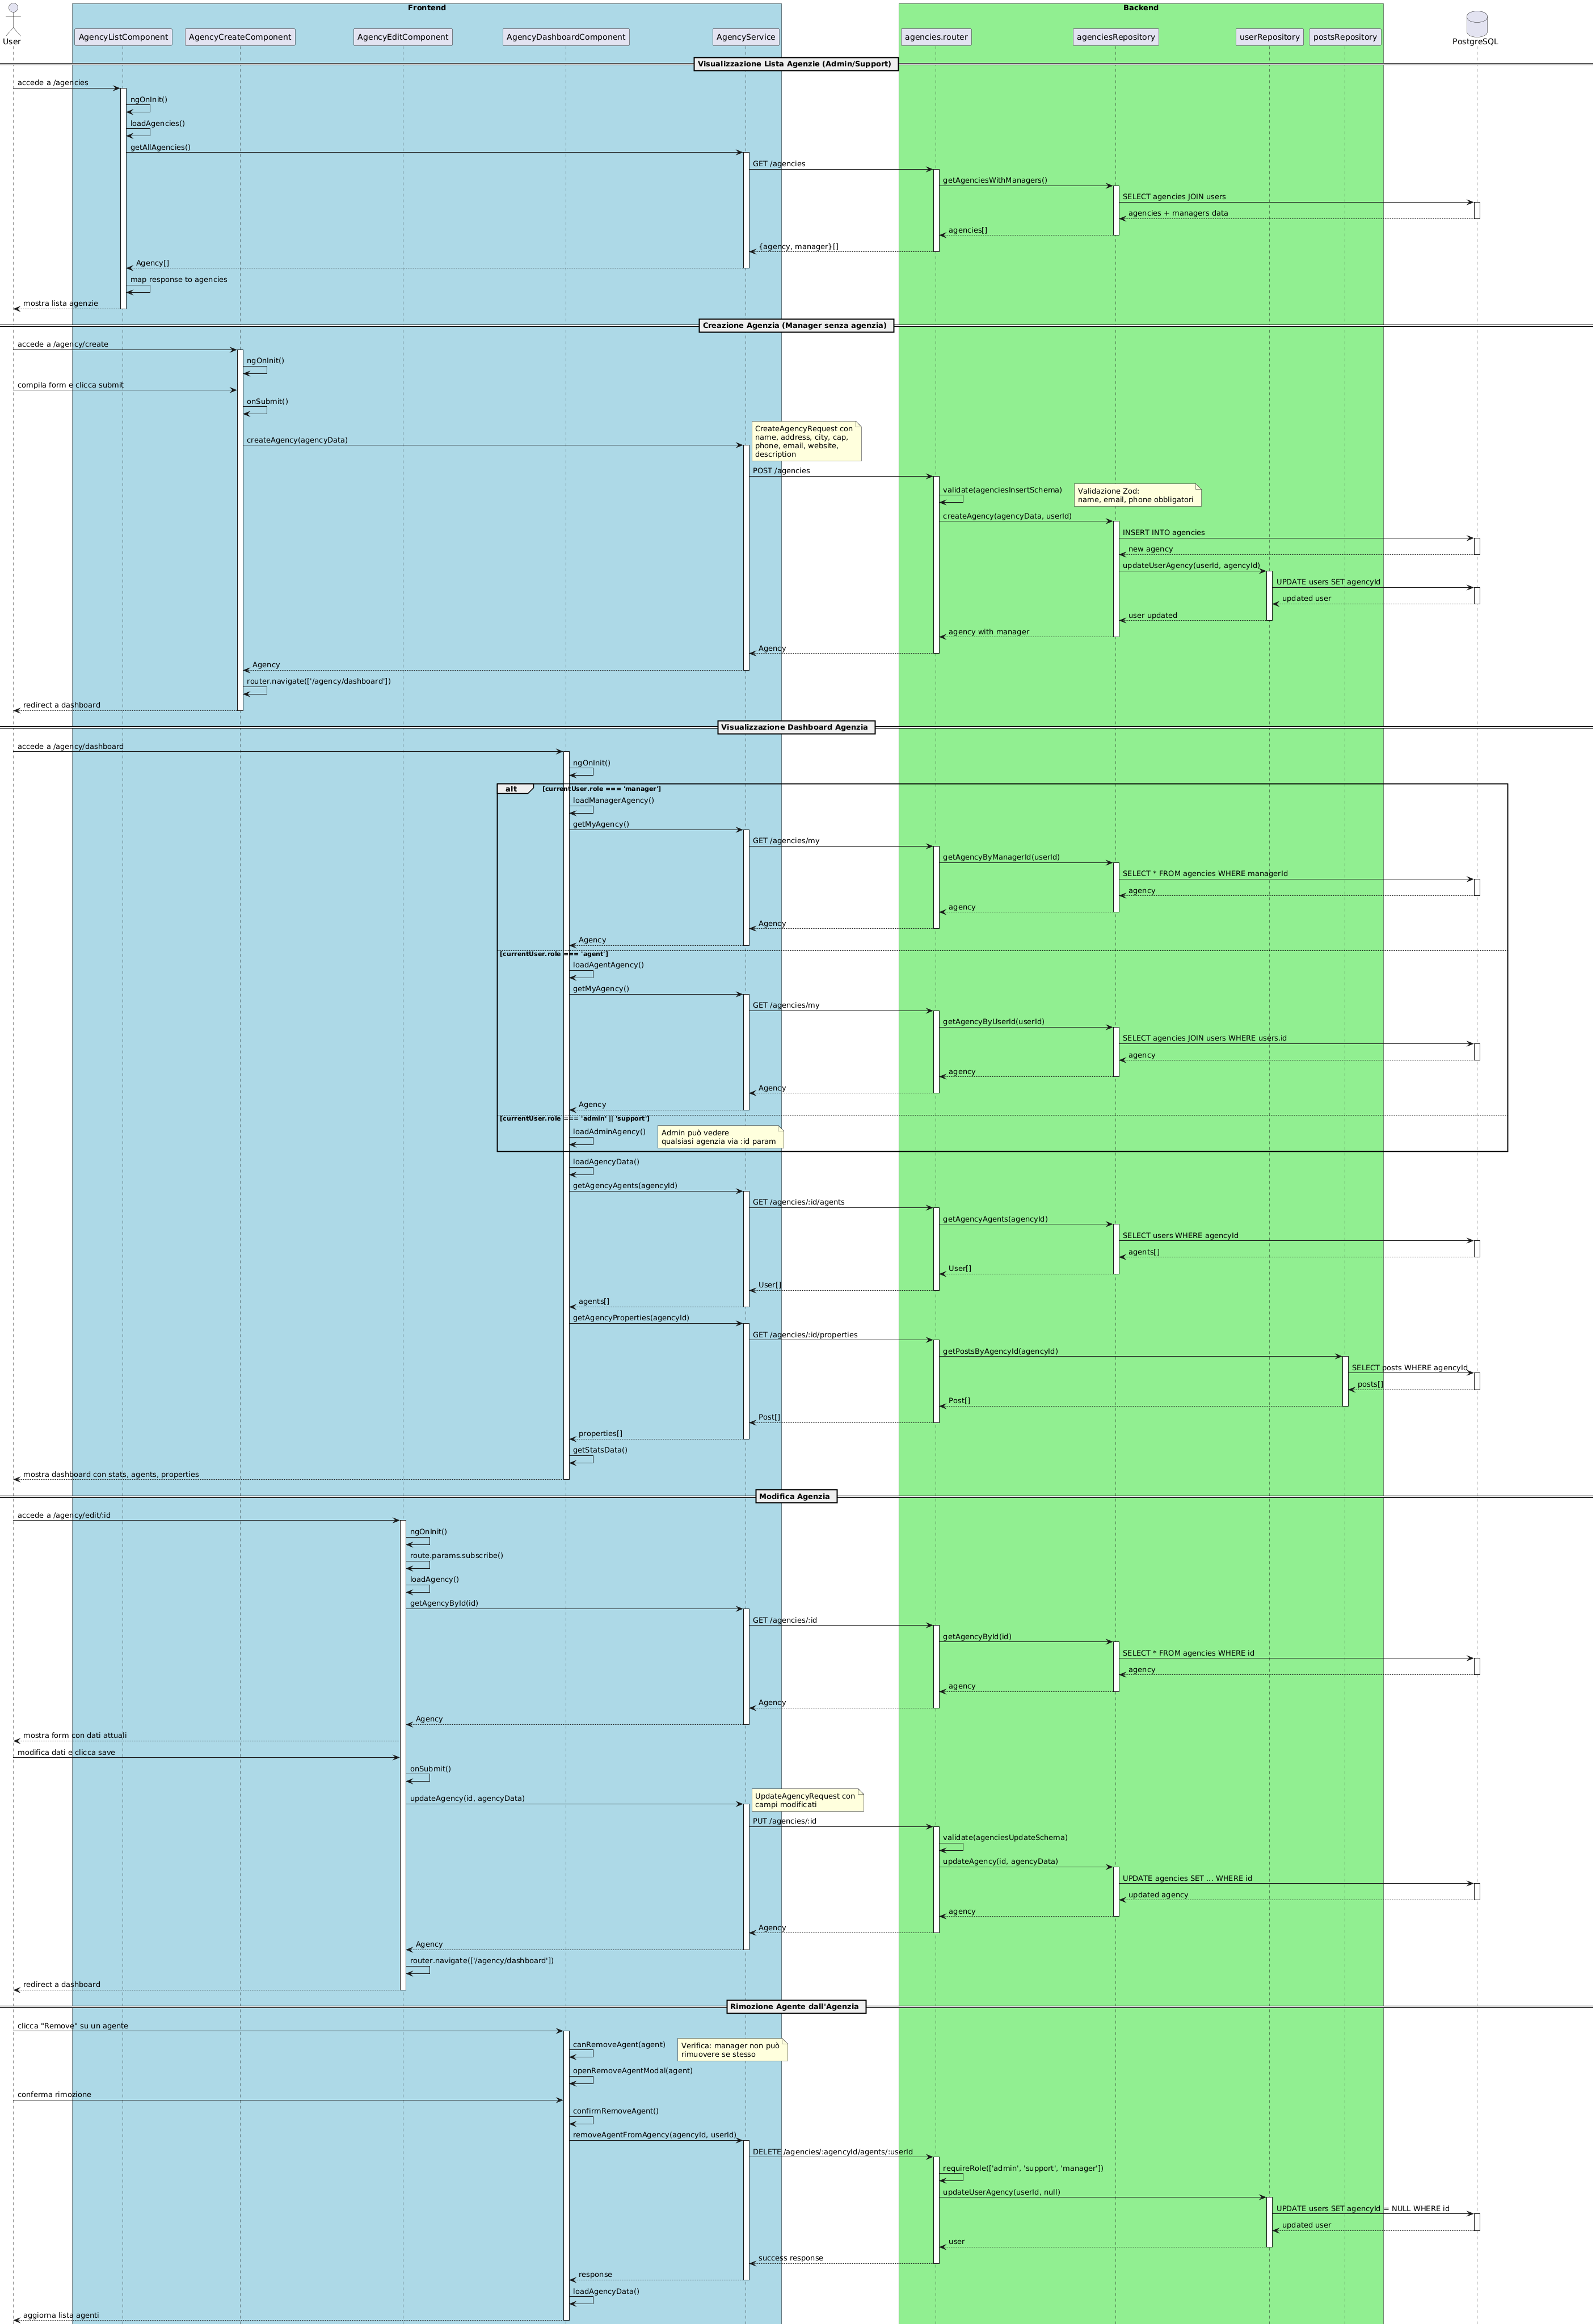 Frontend
Backend
User
AgencyListComponent
AgencyCreateComponent
AgencyEditComponent
AgencyDashboardComponent
AgencyService
agencies.router
agenciesRepository
userRepository
postsRepository
PostgreSQL
Visualizzazione Lista Agenzie (Admin/Support)
accede a /agencies
ngOnInit()
loadAgencies()
getAllAgencies()
GET /agencies
getAgenciesWithManagers()
SELECT agencies JOIN users
agencies + managers data
agencies[]
{agency, manager}[]
Agency[]
map response to agencies
mostra lista agenzie
Creazione Agenzia (Manager senza agenzia)
accede a /agency/create
ngOnInit()
compila form e clicca submit
onSubmit()
createAgency(agencyData)
CreateAgencyRequest con
name, address, city, cap,
phone, email, website,
description
POST /agencies
validate(agenciesInsertSchema)
Validazione Zod:
name, email, phone obbligatori
createAgency(agencyData, userId)
INSERT INTO agencies
new agency
updateUserAgency(userId, agencyId)
UPDATE users SET agencyId
updated user
user updated
agency with manager
Agency
Agency
router.navigate(['/agency/dashboard'])
redirect a dashboard
Visualizzazione Dashboard Agenzia
accede a /agency/dashboard
ngOnInit()
alt [currentUser.role === 'manager']
loadManagerAgency()
getMyAgency()
GET /agencies/my
getAgencyByManagerId(userId)
SELECT * FROM agencies WHERE managerId
agency
agency
Agency
Agency
[currentUser.role === 'agent']
loadAgentAgency()
getMyAgency()
GET /agencies/my
getAgencyByUserId(userId)
SELECT agencies JOIN users WHERE users.id
agency
agency
Agency
Agency
[currentUser.role === 'admin' || 'support']
loadAdminAgency()
Admin può vedere
qualsiasi agenzia via :id param
loadAgencyData()
getAgencyAgents(agencyId)
GET /agencies/:id/agents
getAgencyAgents(agencyId)
SELECT users WHERE agencyId
agents[]
User[]
User[]
agents[]
getAgencyProperties(agencyId)
GET /agencies/:id/properties
getPostsByAgencyId(agencyId)
SELECT posts WHERE agencyId
posts[]
Post[]
Post[]
properties[]
getStatsData()
mostra dashboard con stats, agents, properties
Modifica Agenzia
accede a /agency/edit/:id
ngOnInit()
route.params.subscribe()
loadAgency()
getAgencyById(id)
GET /agencies/:id
getAgencyById(id)
SELECT * FROM agencies WHERE id
agency
agency
Agency
Agency
mostra form con dati attuali
modifica dati e clicca save
onSubmit()
updateAgency(id, agencyData)
UpdateAgencyRequest con
campi modificati
PUT /agencies/:id
validate(agenciesUpdateSchema)
updateAgency(id, agencyData)
UPDATE agencies SET ... WHERE id
updated agency
agency
Agency
Agency
router.navigate(['/agency/dashboard'])
redirect a dashboard
Rimozione Agente dall'Agenzia
clicca "Remove" su un agente
canRemoveAgent(agent)
Verifica: manager non può
rimuovere se stesso
openRemoveAgentModal(agent)
conferma rimozione
confirmRemoveAgent()
removeAgentFromAgency(agencyId, userId)
DELETE /agencies/:agencyId/agents/:userId
requireRole(['admin', 'support', 'manager'])
updateUserAgency(userId, null)
UPDATE users SET agencyId = NULL WHERE id
updated user
user
success response
response
loadAgencyData()
aggiorna lista agenti